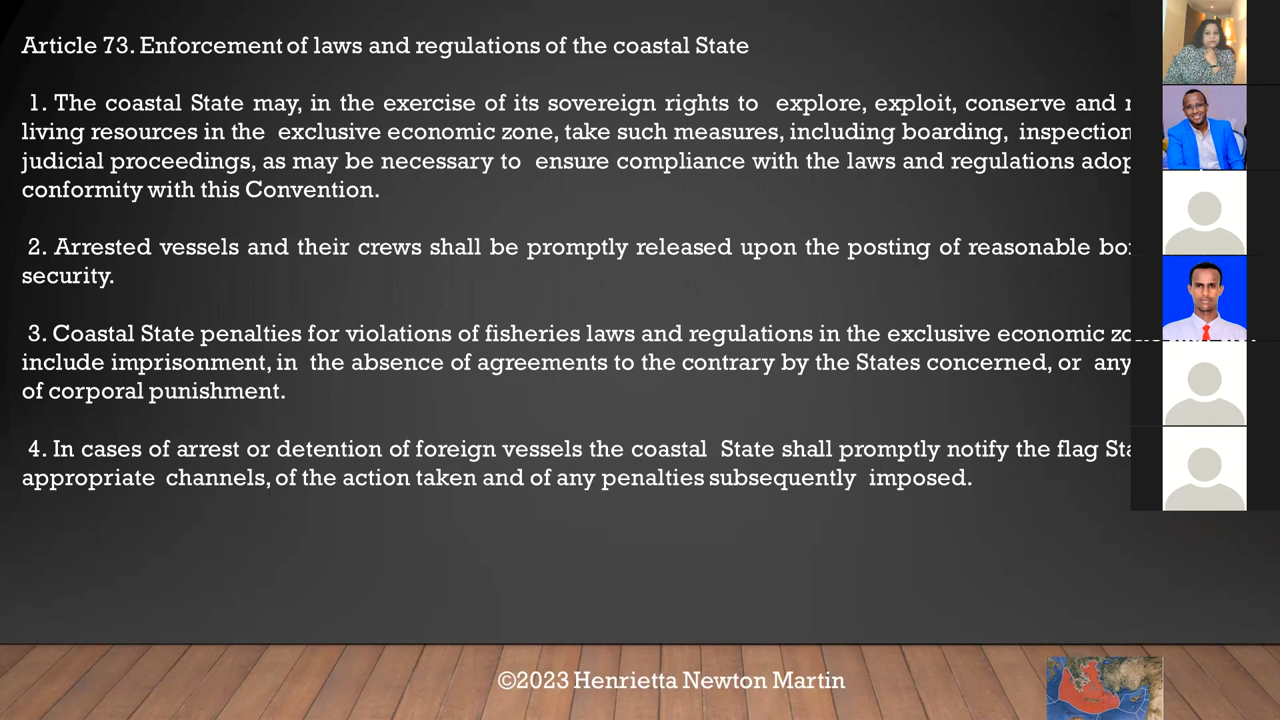 Article 73. Enforcement of laws and regulations of the coastal State
1. The coastal State may, in the exercise of its sovereign rights to explore, exploit, conserve and
living resources in the exclusive economic zone, take such measures, including boarding, inspection
judicial proceedings, as may be necessary to ensure compliance with the laws and regulations
conformity with this Convention.
2. Arrested vessels and their crews shall be promptly released upon the posting of reasonable
security.
3. Coastal State penalties for violations of fisheries laws and regulations in the exclusive economic
include imprisonment, in the absence of agreements to the contrary by the States concerned, or any
of corporal punishment.
4. In cases of arrest or detention of foreign vessels the coastal State shall promptly notify the flag
appropriate channels, of the action taken and of any penalties subsequently imposed.
©2023 Henrietta Newton Martin